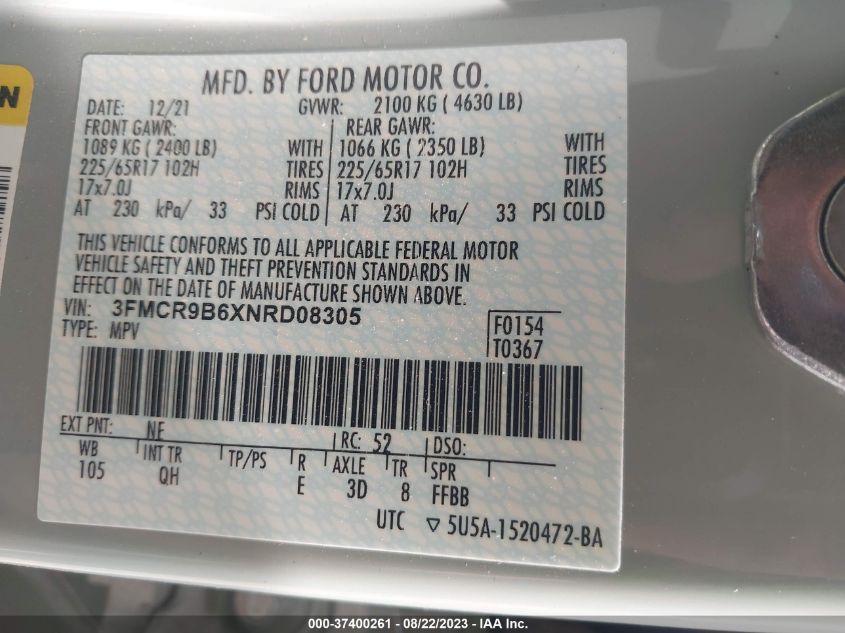 N
MFD. BY FORD MOTOR CO.
DATE: 12/21 GVWR: 2100 KG ( 4630 LB)
FRONT GAWR: REAR GAWR:
1089 KG ( 2400 LB) WITH 1066 KG ( 2350 LB) WITH
225/65R17 102H TIRES 225/65R17 102H TIRES
17x7.0J RIMS 17x7.0J RIMS
AT 230 kPa/ 33 PSI COLD AT 230 kPa/ 33 PSI COLD
THIS VEHICLE CONFORMS TO ALL APPLICABLE FEDERAL MOTOR
VEHICLE SAFETY AND THEFT PREVENTION STANDARDS IN
EFFECT ON THE DATE OF MANUFACTURE SHOWN ABOVE.
VIN: 3FMCR9B6XNRD08305
TYPE: MPV
F0154
T0367
EXT PNT: NE RC: 52 DSO:
WB INT TR TP/PS R AXLE TR SPR
105 QH E 3D 8 FFBB
UTC ▽ 5U5A-1520472-BA
000-37400261 - 08/22/2023 - IAA Inc.